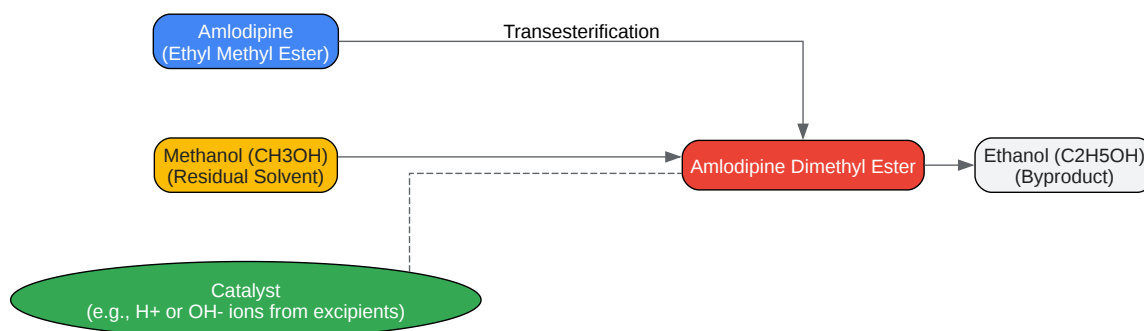 Amlodipine
(Ethyl Methyl Ester)
Transesterification
Methanol (CH3OH)
(Residual Solvent)
Amlodipine Dimethyl Ester
Ethanol (C2H5OH)
(Byproduct)
Catalyst
(e.g., H+ or OH- ions from excipients)